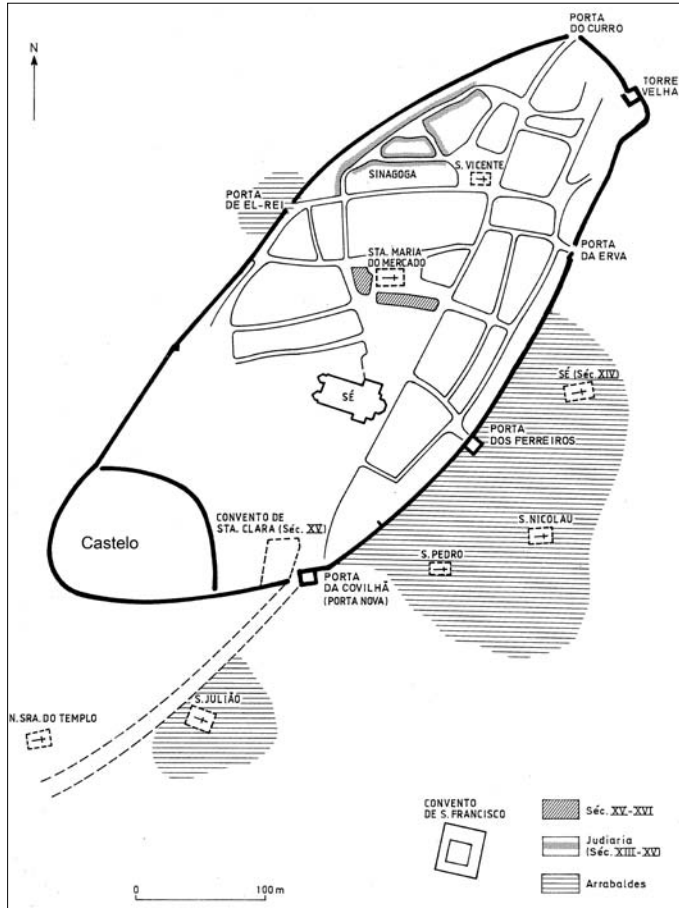 PORTA
DO CURRO
N
TORRE
VELHA
S. VICENTE
SINAGOGA
PORTA
DE EL-REI
STA. MARIA
DO MERCADO
PORTA
DA ERVA
SÉ (Séc. XIV)
SÉ
PORTA
DOS FERREIROS
CONVENTO DE
STA. CLARA (Séc. XV)
S. NICOLAU
Castelo
S. PEDRO
PORTA
DA COVILHÃ
(PORTA NOVA)
S. JULIÃO
N. SRA. DO TEMPLO
CONVENTO
DE S. FRANCISCO
Séc. XV-XVI
Judiaria
(Séc. XIII-XV)
Arrabaldes
0 100 m